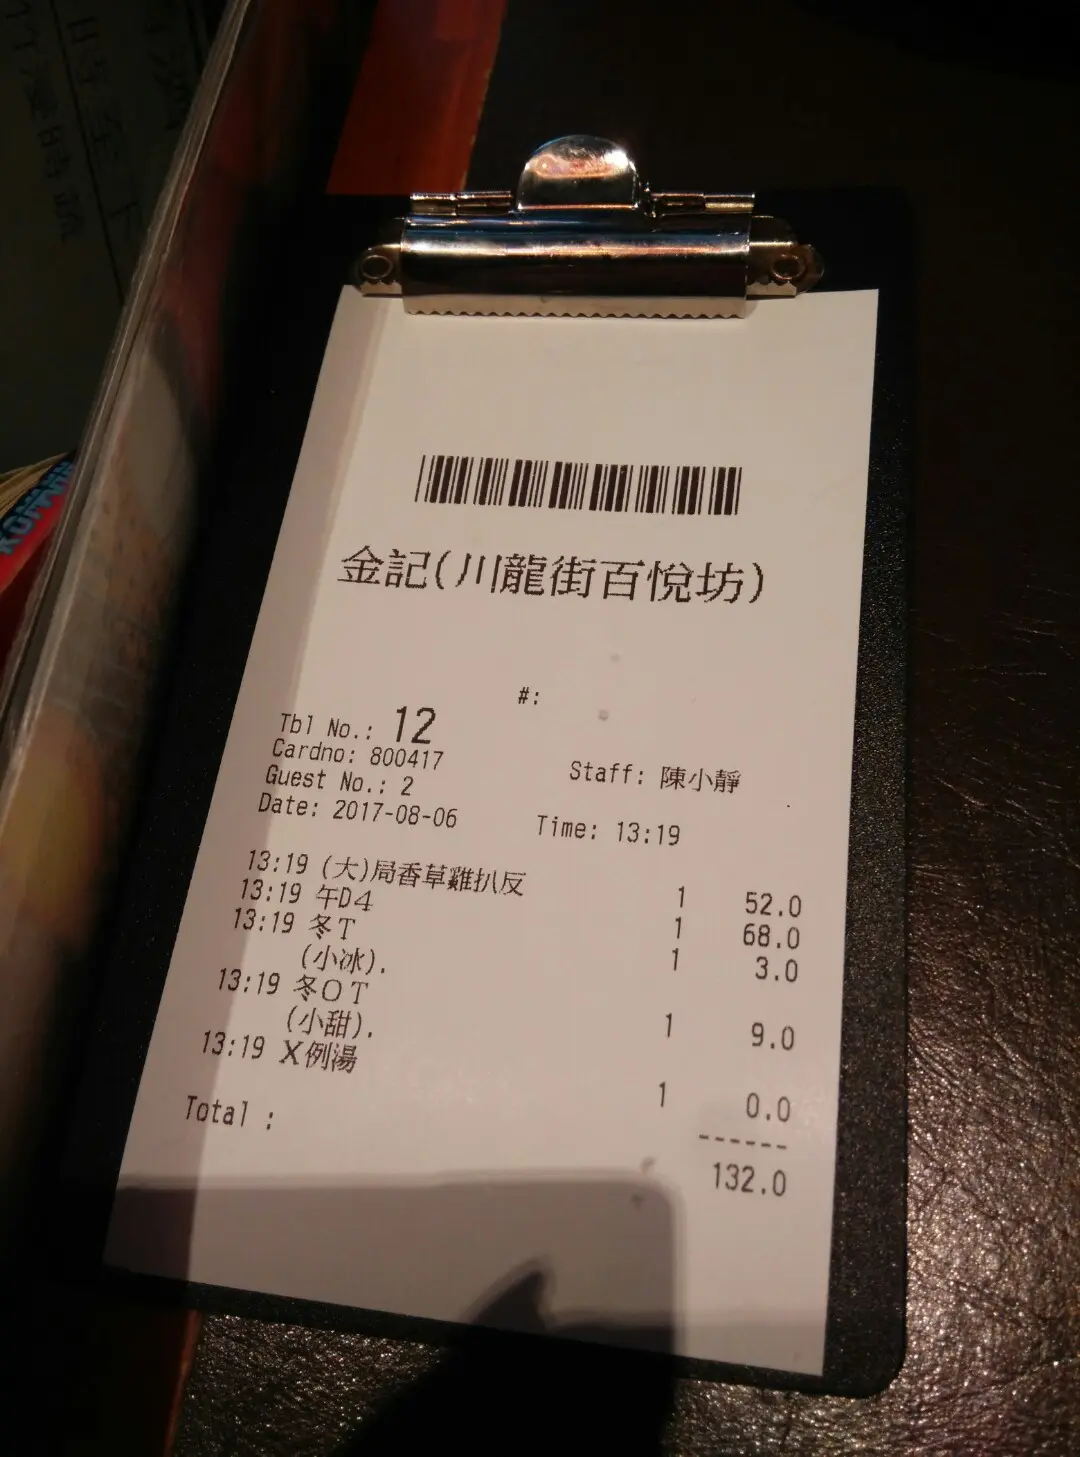 金記(川龍街百悅坊)
#:
Tbl No.: 12
Cardno: 800417
Guest No.: 2 Staff: 陳小靜
Date: 2017-08-06 Time: 13:19
13:19 (大)局香草雞扒反 1 52.0
13:19 午D4 1 68.0
13:19 冬T 1 3.0
(小冰).
13:19 冬OT 1 9.0
(小甜).
13:19 X例湯 1 0.0
------
Total : 132.0